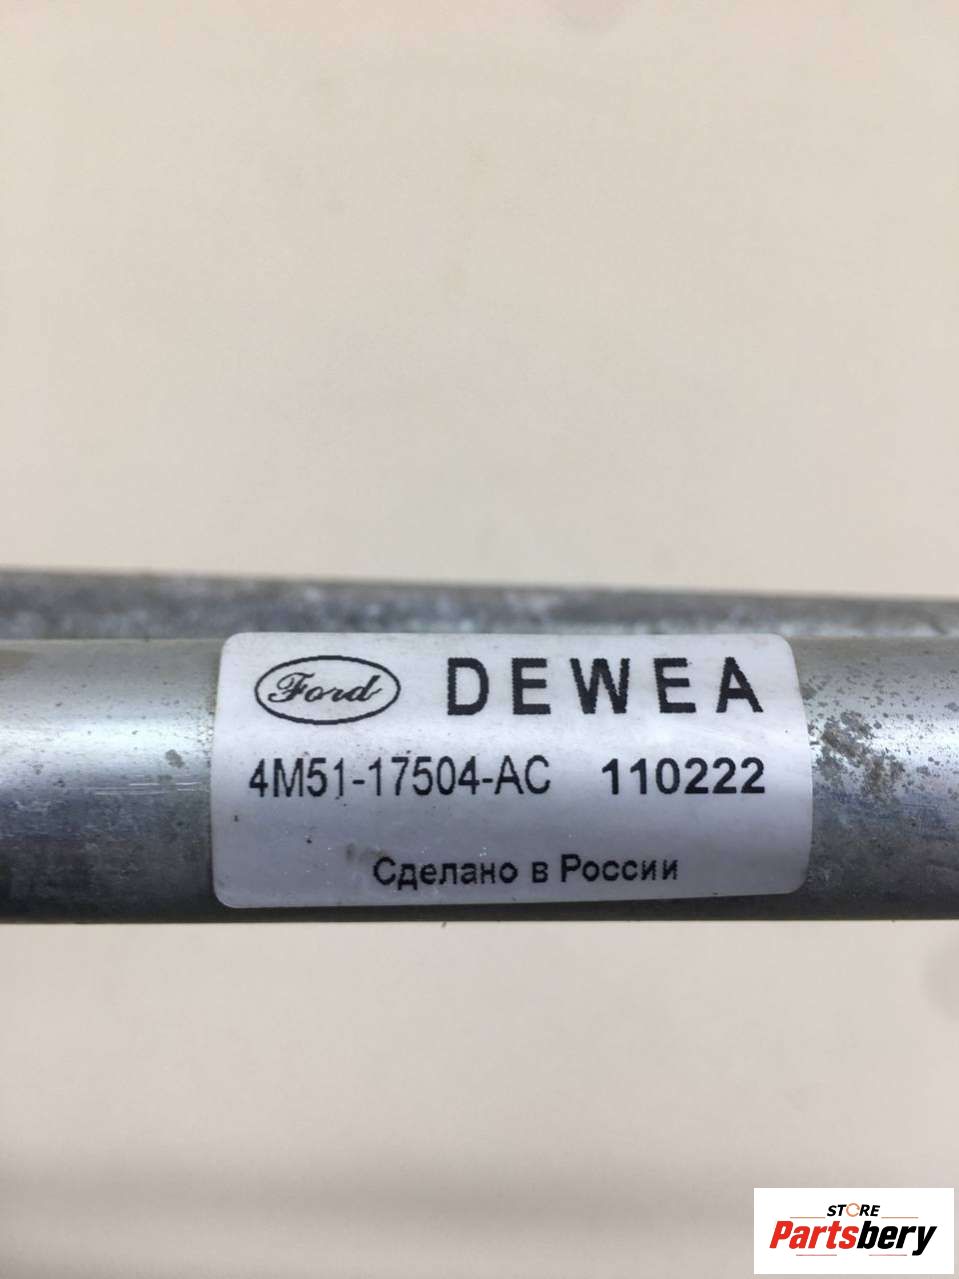 Ford DEWEA
4M51-17504-AC 110222
Сделано в России
STORE
Partsbery